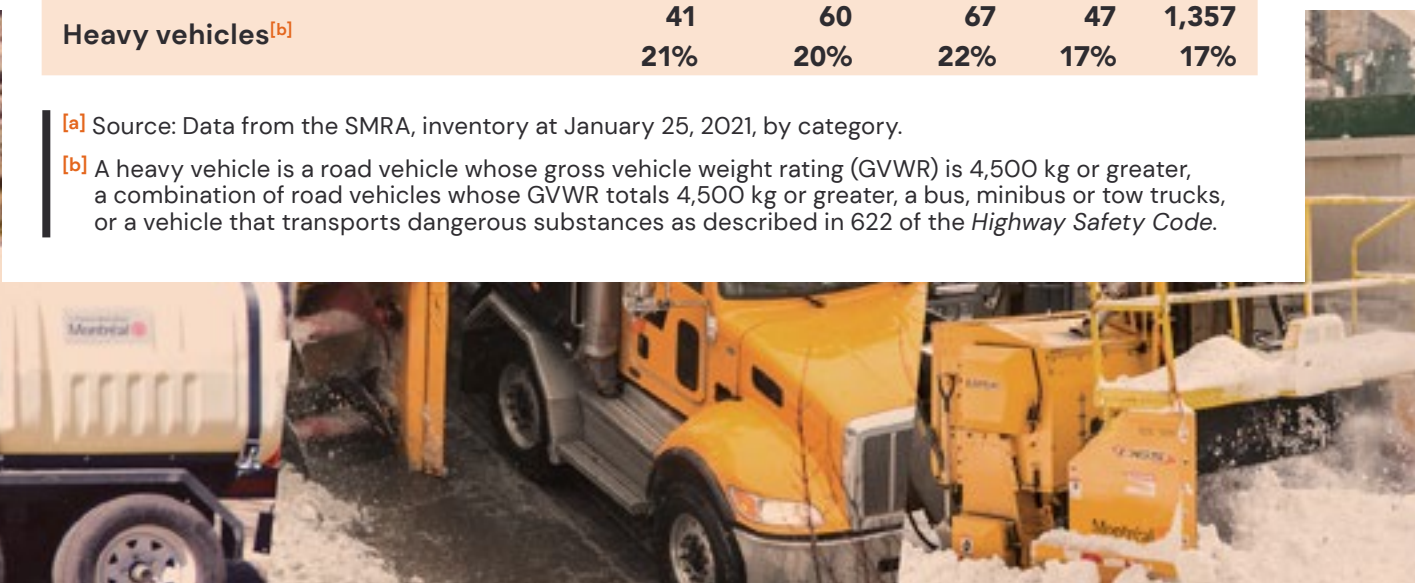 Heavy vehicles[b]
41 60 67 47 1,357
21% 20% 22% 17% 17%
[a] Source: Data from the SMRA, inventory at January 25, 2021, by category.
[b] A heavy vehicle is a road vehicle whose gross vehicle weight rating (GVWR) is 4,500 kg or greater,
a combination of road vehicles whose GVWR totals 4,500 kg or greater, a bus, minibus or tow trucks,
or a vehicle that transports dangerous substances as described in 622 of the Highway Safety Code.
Montréal
Montréal